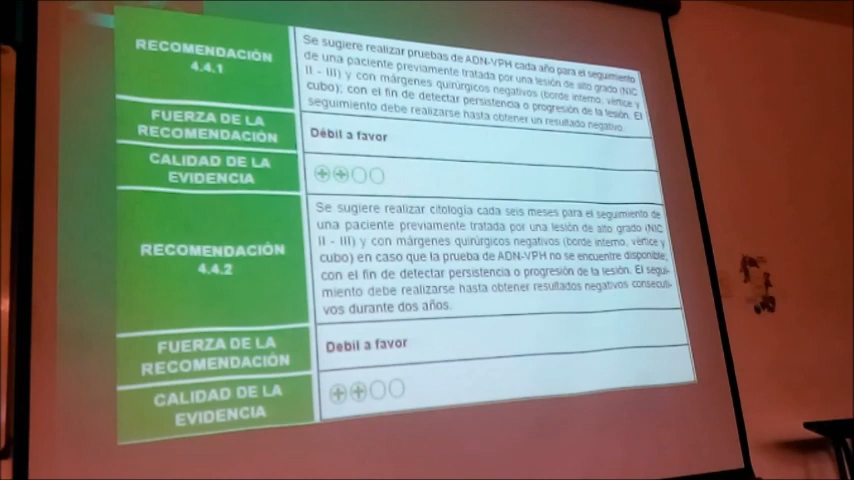 RECOMENDACIÓN
4.4.1
Se sugiere realizar pruebas de ADN-VPH cada año para el seguimiento
de una paciente previamente tratada por una lesión de alto grado (NIC
II - III) y con márgenes quirúrgicos negativos (borde interno, vértice y
cubo); con el fin de detectar persistencia o progresión de la lesión. El
seguimiento debe realizarse hasta obtener un resultado negativo.
FUERZA DE LA
RECOMENDACIÓN
Débil a favor
CALIDAD DE LA
EVIDENCIA
RECOMENDACIÓN
4.4.2
Se sugiere realizar citología cada seis meses para el seguimiento de
una paciente previamente tratada por una lesión de alto grado (NIC
II - III) y con márgenes quirúrgicos negativos (borde interno, vértice y
cubo) en caso que la prueba de ADN-VPH no se encuentre disponible;
con el fin de detectar persistencia o progresión de la lesión. El segui-
miento debe realizarse hasta obtener resultados negativos consecuti-
vos durante dos años.
FUERZA DE LA
RECOMENDACIÓN
Debil a favor
CALIDAD DE LA
EVIDENCIA